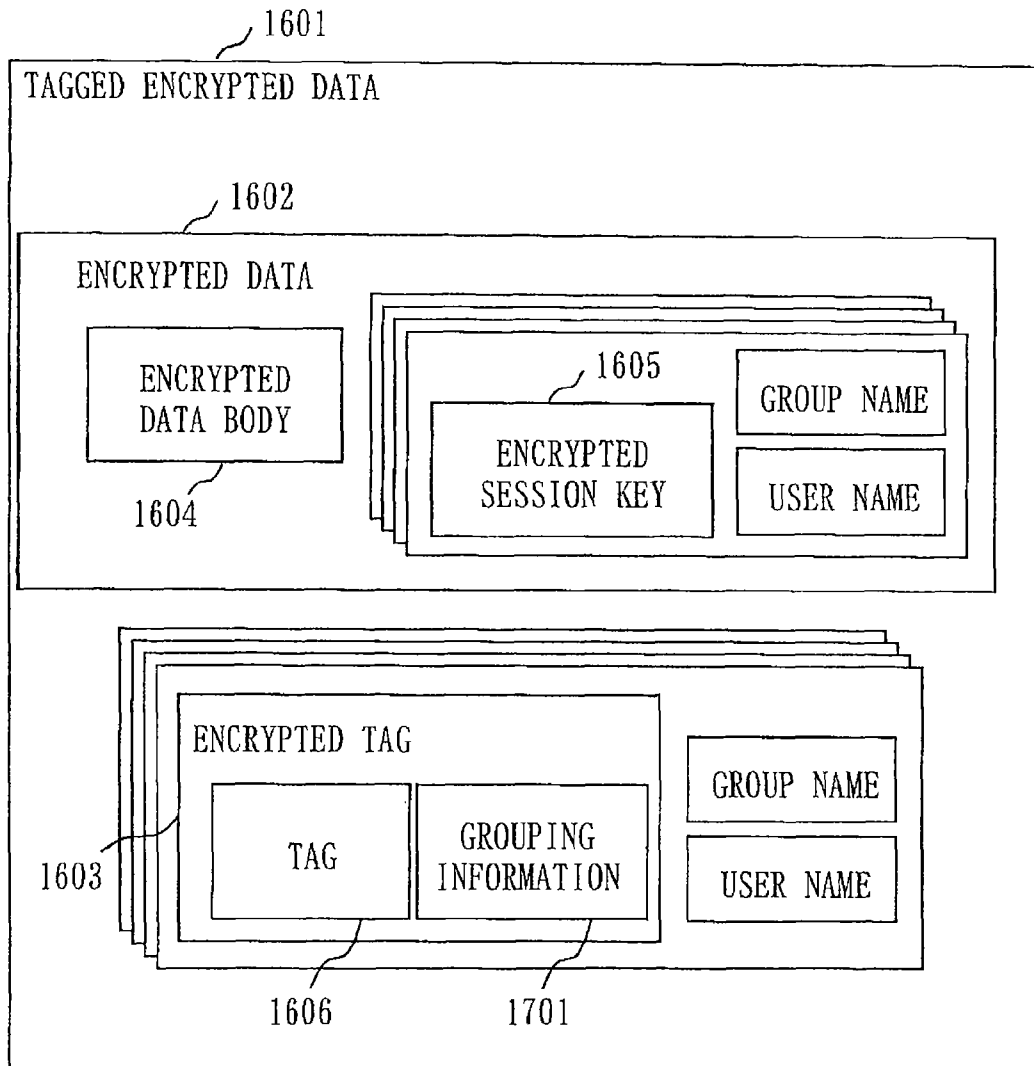 1601
TAGGED ENCRYPTED DATA
1602
ENCRYPTED DATA
ENCRYPTED
DATA BODY
1604
1605
ENCRYPTED
SESSION KEY
GROUP NAME
USER NAME
ENCRYPTED TAG
TAG
GROUPING
INFORMATION
GROUP NAME
USER NAME
1603
1606
1701